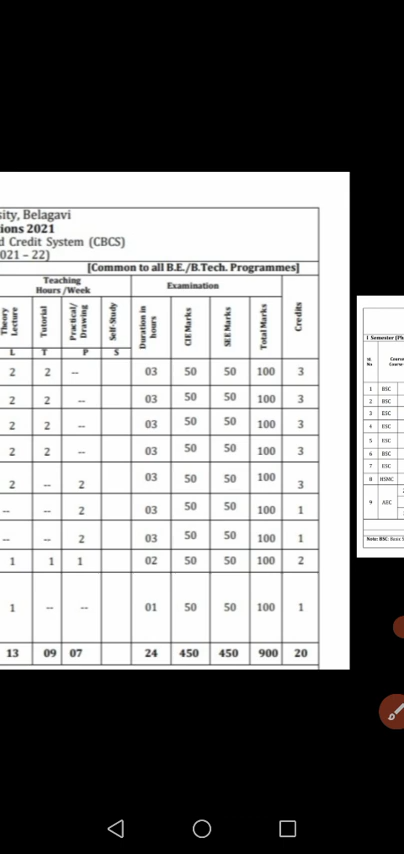 sity, Belagavi
ions 2021
d Credit System (CBCS)
021 – 22)
[Common to all B.E./B.Tech. Programmes]
Teaching Hours /Week Examination Credits
Theory Lecture Tutorial Practical/ Drawing Self-Study Duration in hours CIE Marks SEE Marks Total Marks
L T P S
2 2 -- 03 50 50 100 3
2 2 -- 03 50 50 100 3
2 2 -- 03 50 50 100 3
2 2 -- 03 50 50 100 3
2 -- 2 03 50 50 100 3
-- -- 2 03 50 50 100 1
-- -- 2 03 50 50 100 1
1 1 1 02 50 50 100 2
1 -- -- 01 50 50 100 1
13 09 07 24 450 450 900 20
I Semester
1 BSC
2 BSC
3 ESC
4 ESC
5 ESC
6 BSC
7 ESC
8 HSMC
9 AEC
Note: BSC: